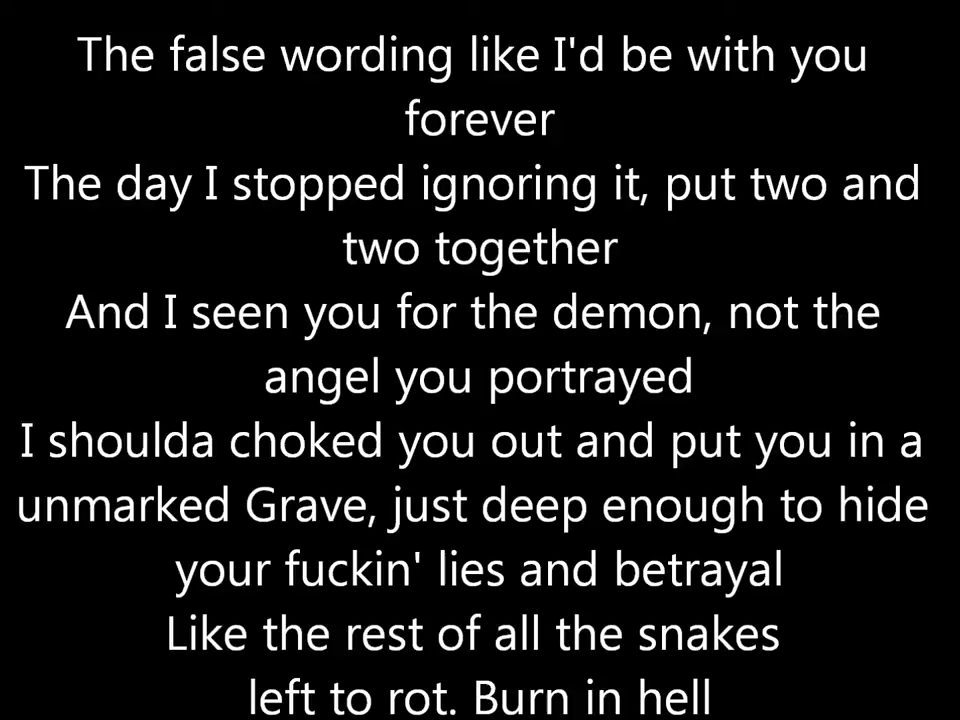 The false wording like I'd be with you
forever
The day I stopped ignoring it, put two and
two together
And I seen you for the demon, not the
angel you portrayed
I shoulda choked you out and put you in a
unmarked Grave, just deep enough to hide
your fuckin' lies and betrayal
Like the rest of all the snakes
left to rot. Burn in hell